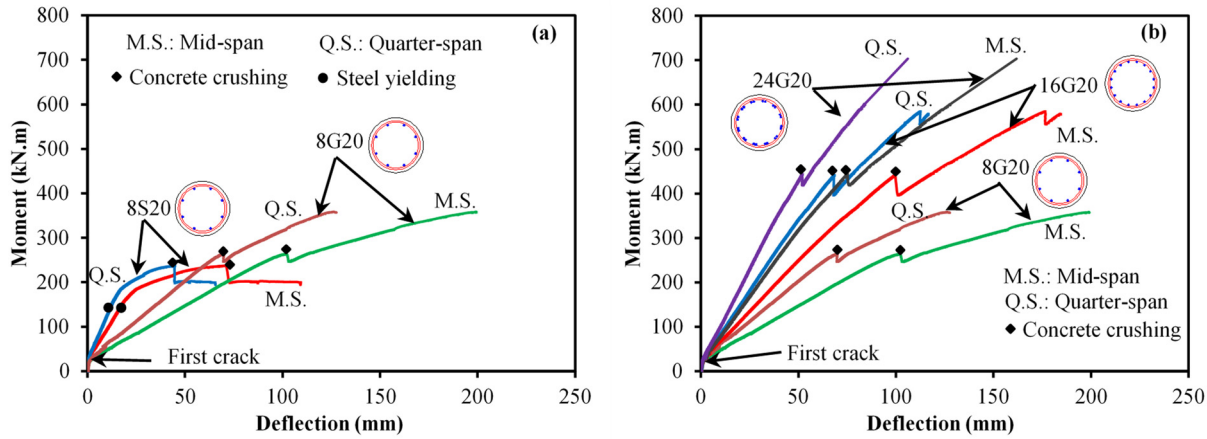 (a)
M.S.: Mid-span Q.S.: Quarter-span
Concrete crushing Steel yielding
8G20
8S20
Q.S.
M.S.
Q.S.
M.S.
First crack
Moment (kN.m)
800
700
600
500
400
300
200
100
0
0 50 100 150 200 250
Deflection (mm)
(b)
Q.S.
M.S.
24G20
16G20
Q.S.
M.S.
8G20
Q.S.
M.S.
M.S.: Mid-span
Q.S.: Quarter-span
Concrete crushing
First crack
Moment (kN.m)
800
700
600
500
400
300
200
100
0
0 50 100 150 200 250
Deflection (mm)